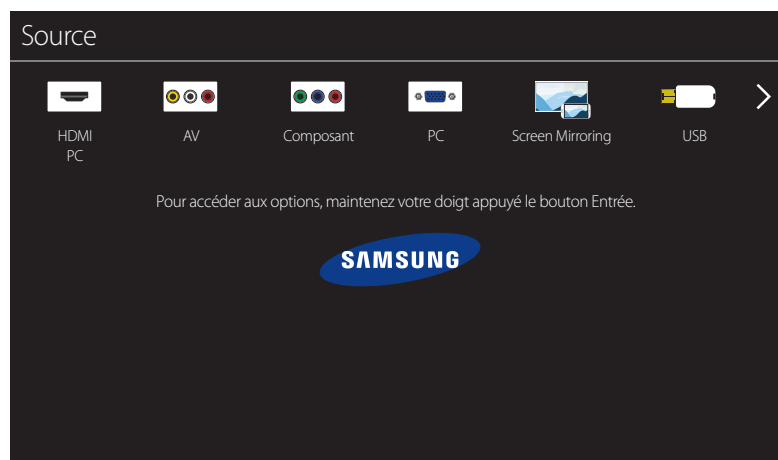 Source
HDMI AV Composant PC Screen Mirroring USB
PC
Pour accéder aux options, maintenez votre doigt appuyé le bouton Entrée.
SAMSUNG